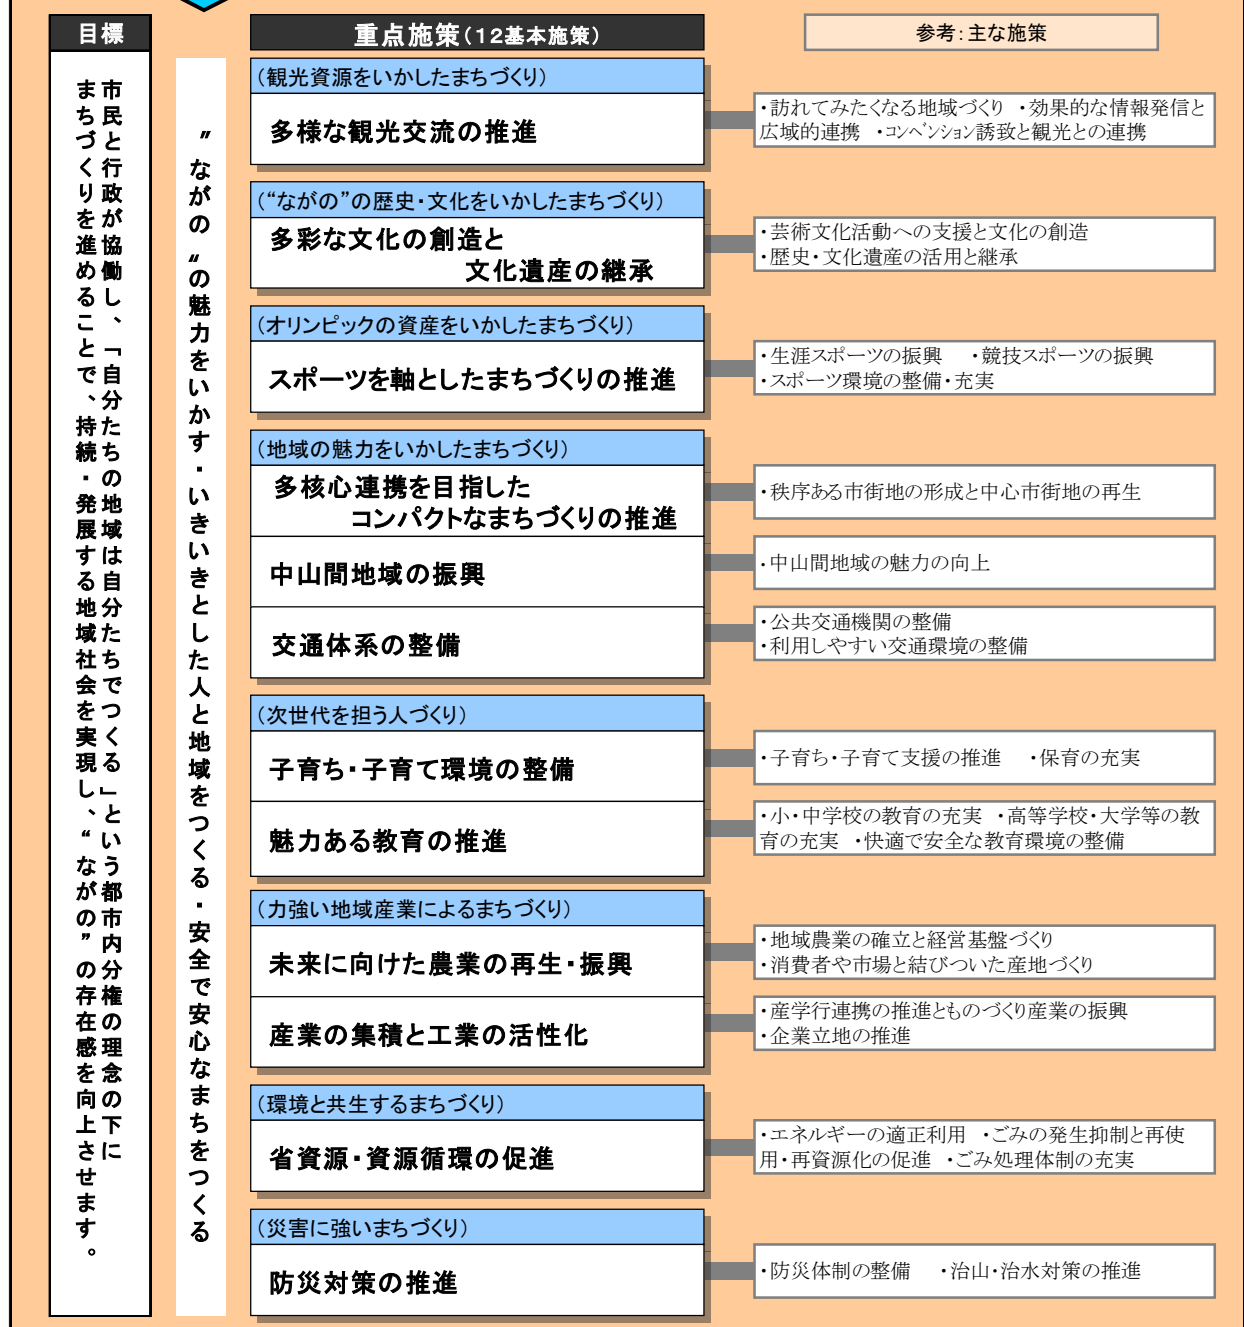 目標
市民と行政が協働し、「自分たちの地域は自分たちでつくる」という都市内分権の理念の下に
まちづくりを進めることで、持続・発展する地域社会を実現し、“ながの”の存在感を向上させます。
〃ながの〃の魅力をいかす・いきいきとした人と地域をつくる・安全で安心なまちをつくる
重点施策(12基本施策)
参考:主な施策
(観光資源をいかしたまちづくり)
多様な観光交流の推進
・訪れてみたくなる地域づくり ・効果的な情報発信と
広域的連携 ・コンベンション誘致と観光との連携
(“ながの”の歴史・文化をいかしたまちづくり)
多彩な文化の創造と
文化遺産の継承
・芸術文化活動への支援と文化の創造
・歴史・文化遺産の活用と継承
(オリンピックの資産をいかしたまちづくり)
スポーツを軸としたまちづくりの推進
・生涯スポーツの振興 ・競技スポーツの振興
・スポーツ環境の整備・充実
(地域の魅力をいかしたまちづくり)
多核心連携を目指した
コンパクトなまちづくりの推進
・秩序ある市街地の形成と中心市街地の再生
中山間地域の振興
・中山間地域の魅力の向上
交通体系の整備
・公共交通機関の整備
・利用しやすい交通環境の整備
(次世代を担う人づくり)
子育ち・子育て環境の整備
・子育ち・子育て支援の推進 ・保育の充実
魅力ある教育の推進
・小・中学校の教育の充実 ・高等学校・大学等の教
育の充実 ・快適で安全な教育環境の整備
(力強い地域産業によるまちづくり)
未来に向けた農業の再生・振興
・地域農業の確立と経営基盤づくり
・消費者や市場と結びついた産地づくり
産業の集積と工業の活性化
・産学行連携の推進とものづくり産業の振興
・企業立地の推進
(環境と共生するまちづくり)
省資源・資源循環の促進
・エネルギーの適正利用 ・ごみの発生抑制と再使
用・再資源化の促進 ・ごみ処理体制の充実
(災害に強いまちづくり)
防災対策の推進
・防災体制の整備 ・治山・治水対策の推進